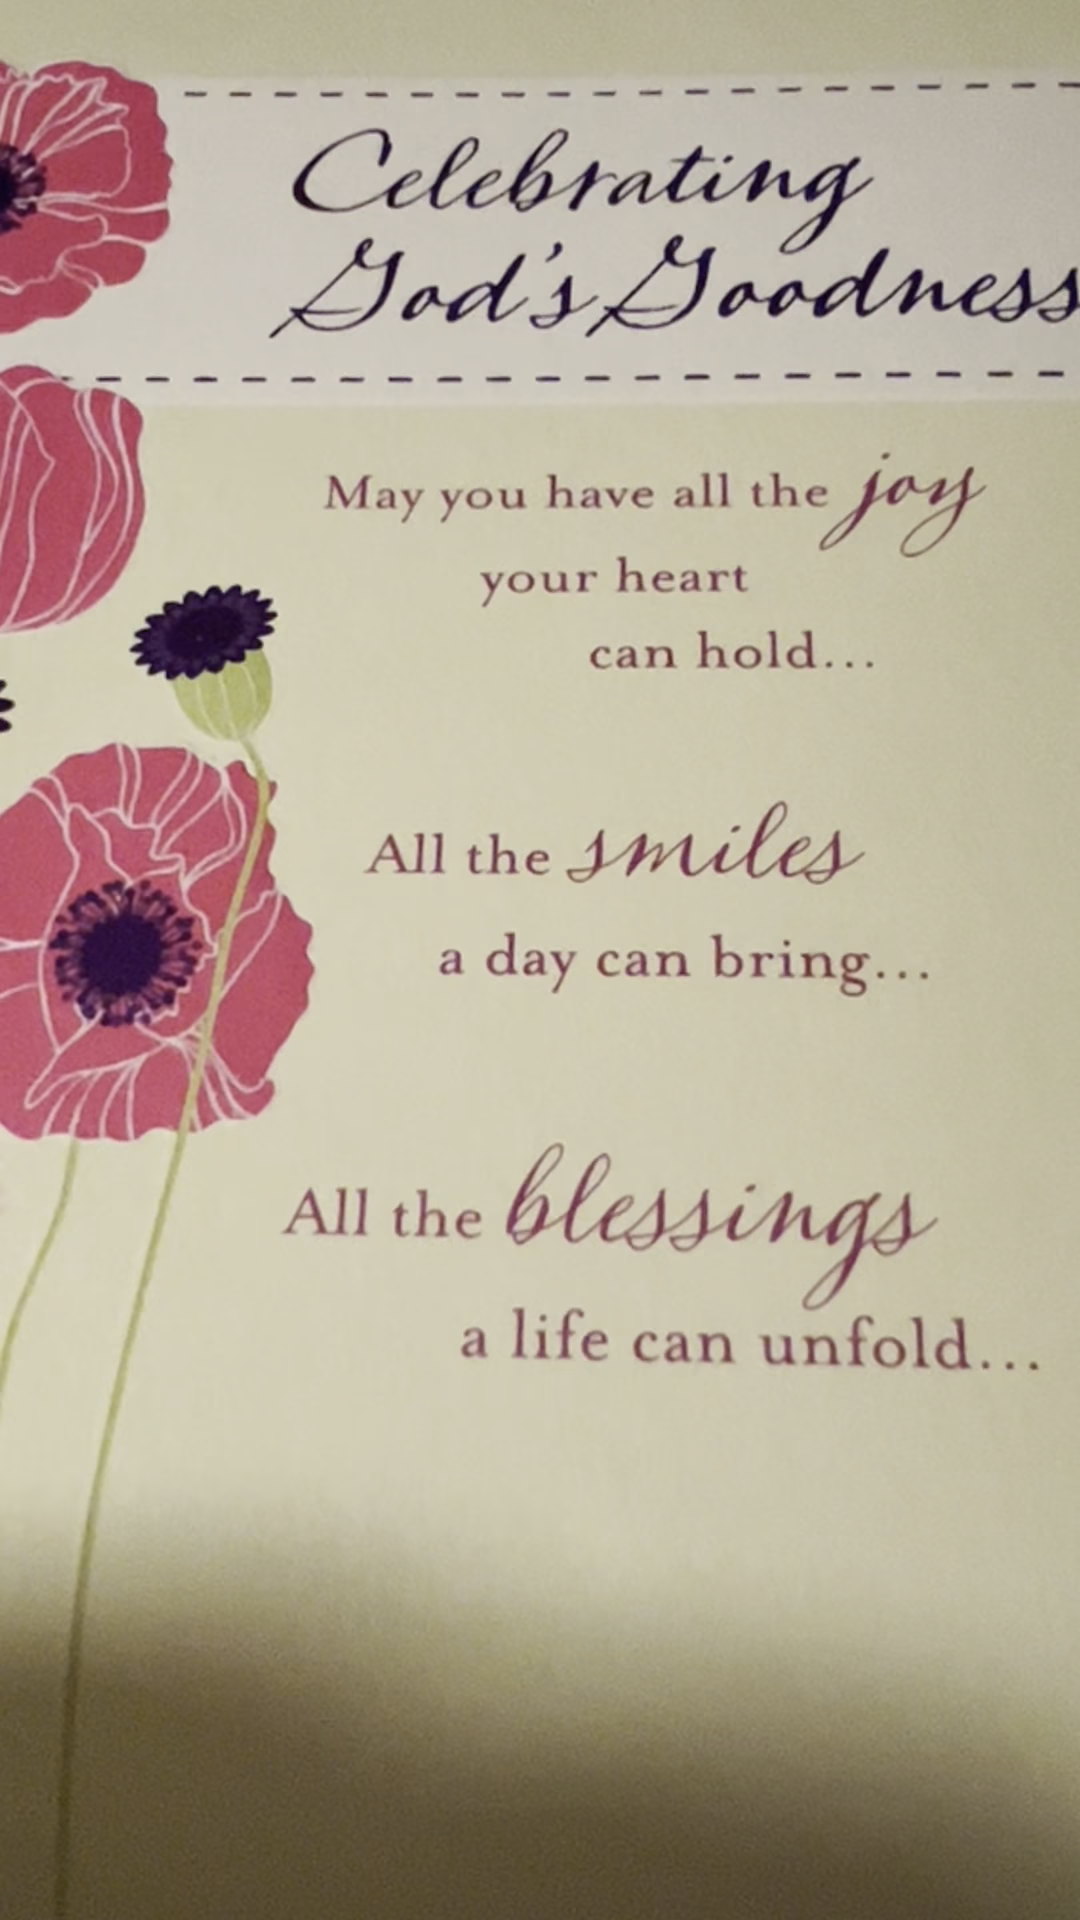 Celebrating
God's Goodness
May you have all the joy
your heart
can hold...
All the smiles
a day can bring...
All the blessings
a life can unfold...